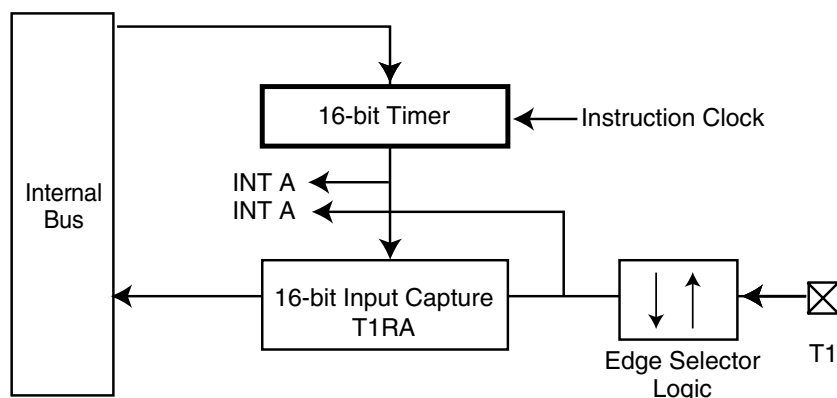 16-bit Timer
Instruction Clock
Internal
Bus
INT A
INT A
16-bit Input Capture
T1RA
Edge Selector
Logic
T1